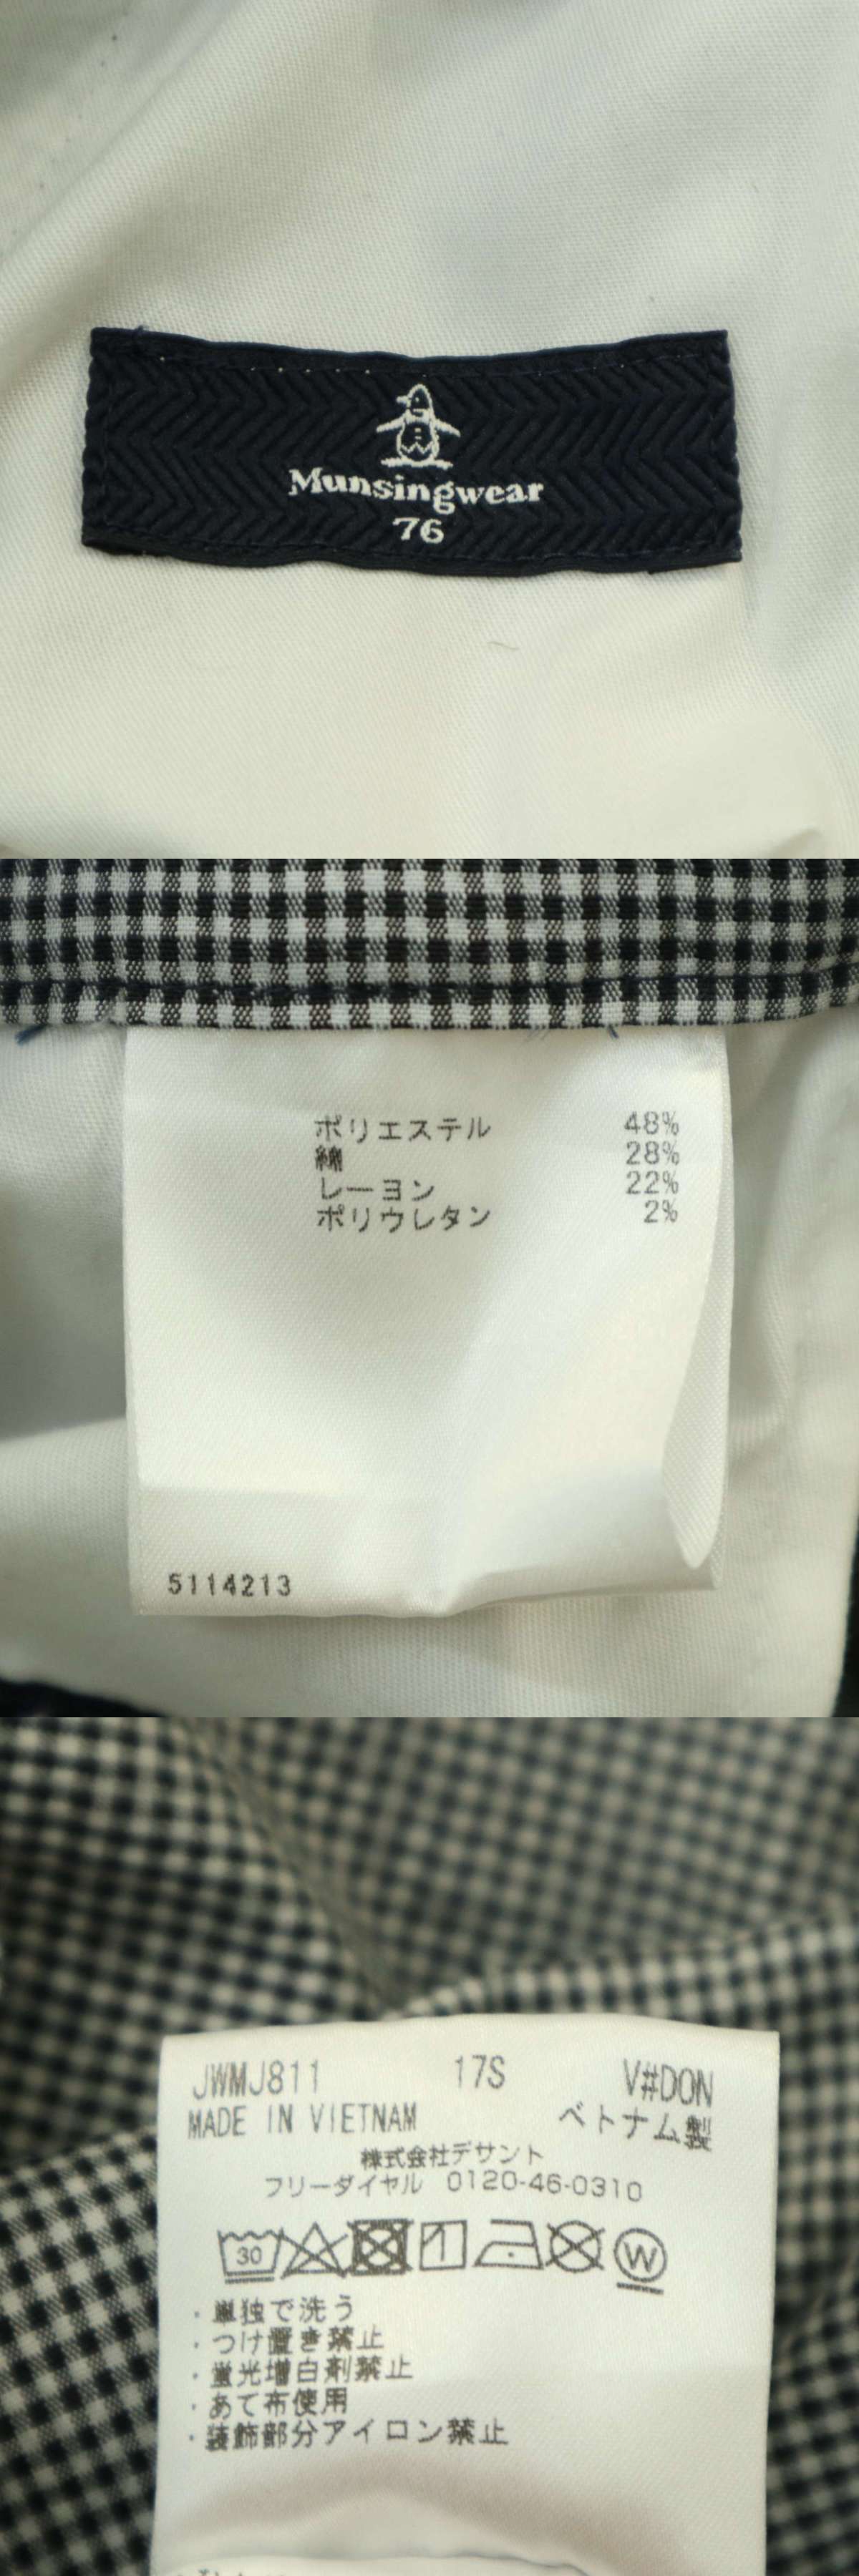 Munsingwear
76
ポリエステル 48%
綿 28%
レーヨン 22%
ポリウレタン 2%
5114213
JWMJ811 17S V#DON
MADE IN VIETNAM ベトナム製
株式会社デサント
フリーダイヤル 0120-46-0310
30 W
・単独で洗う
・つけ置き禁止
・蛍光増白剤禁止
・あて布使用
・装飾部分アイロン禁止